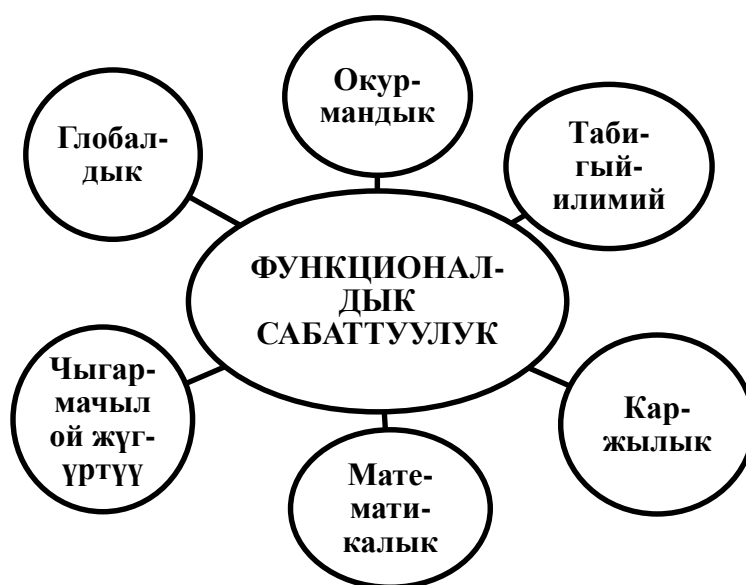 Окур-
мандык
Глобал-
дык
Таби-
гый-
илимий
ФУНКЦИОНАЛ-
ДЫК
САБАТТУУЛУК
Чыгар-
мачыл
ой жүг-
үртүү
Кар-
жылык
Мате-
мати-
калык